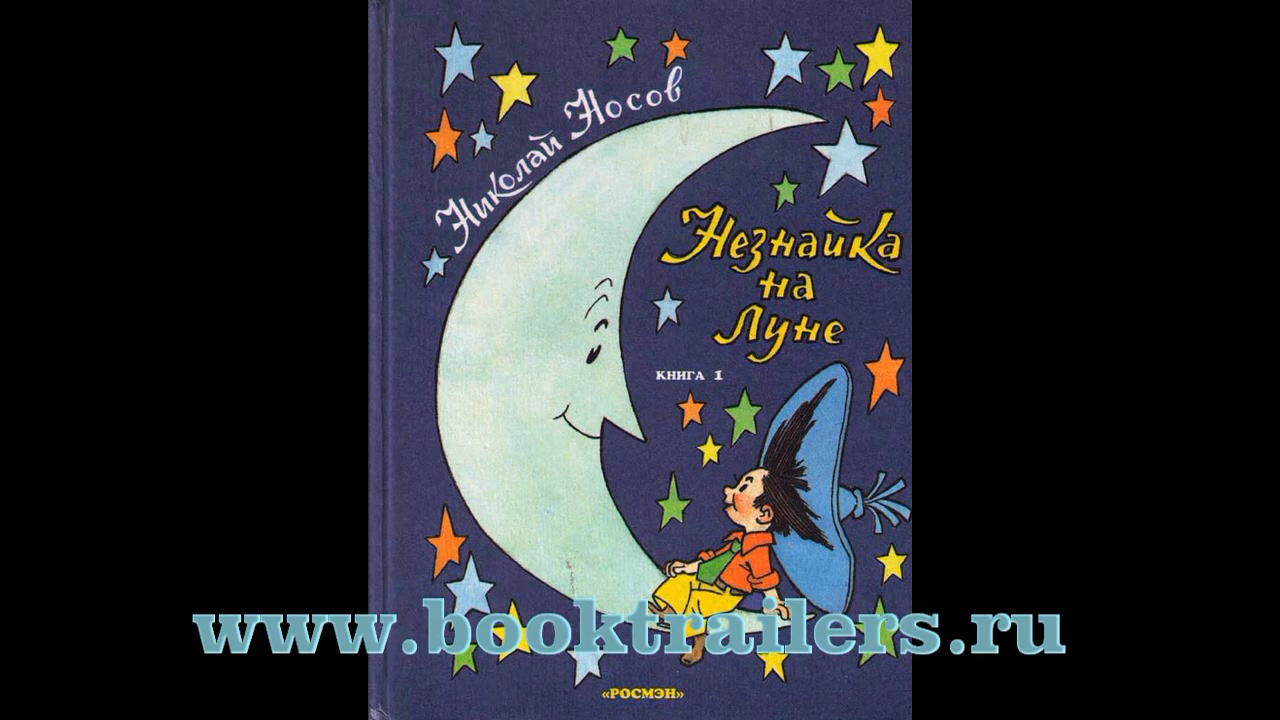 Николай Носов
Незнайка
на
Луне
КНИГА 1
www.booktrailers.ru
«РОСМЭН»